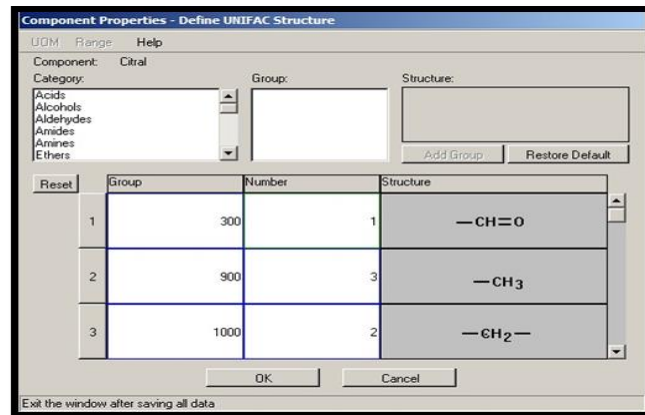 Component Properties - Define UNIFAC Structure
UOM Range Help
Component: Citral
Category: Group: Structure:
Acids
Alcohols
Aldehydes
Amides
Amines
Ethers
Add Group Restore Default
Reset Group Number Structure
1 300 1 —CH=O
2 900 3 —CH3
3 1000 2 —CH2—
OK Cancel
Exit the window after saving all data